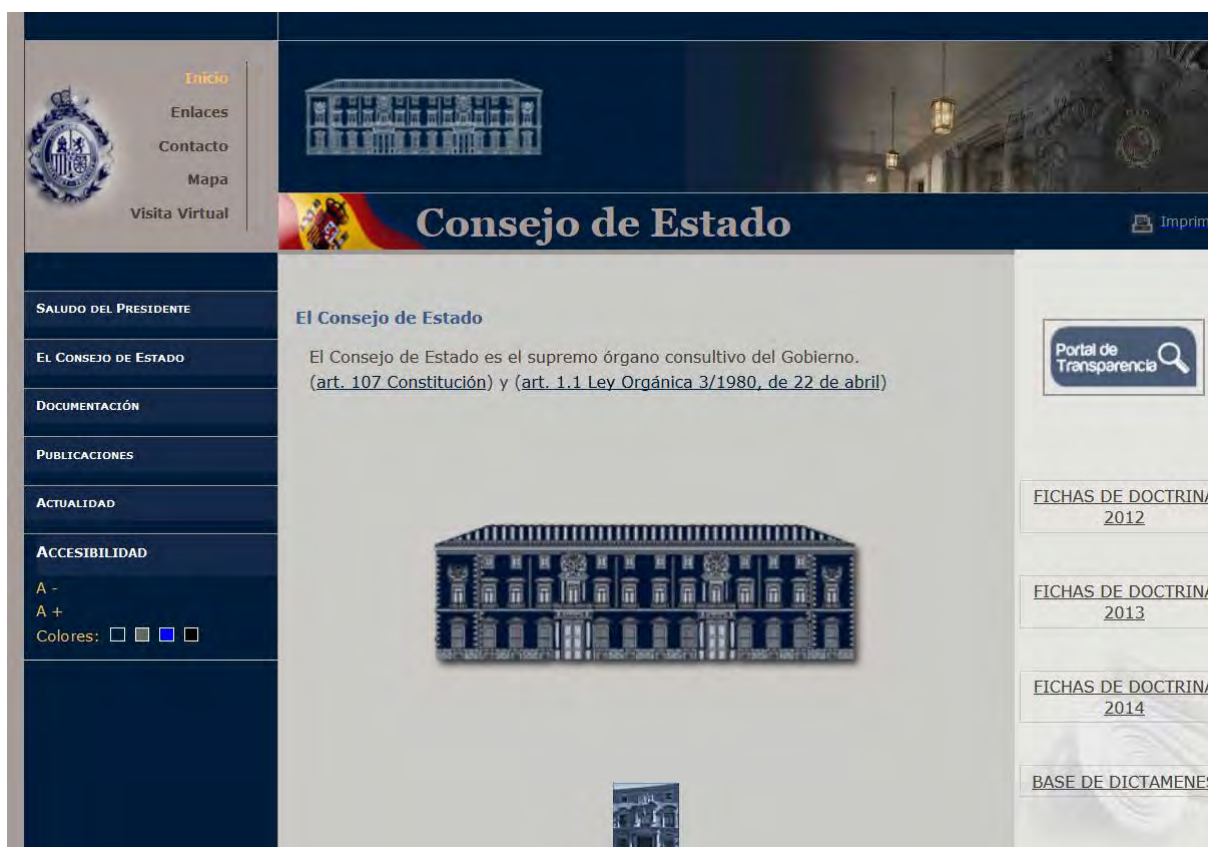 Inicio
Enlaces
Contacto
Mapa
Visita Virtual
Consejo de Estado
Imprim
SALUDO DEL PRESIDENTE
EL CONSEJO DE ESTADO
DOCUMENTACIÓN
PUBLICACIONES
ACTUALIDAD
ACCESIBILIDAD
A -
A +
Colores:
El Consejo de Estado
El Consejo de Estado es el supremo órgano consultivo del Gobierno.
(art. 107 Constitución) y (art. 1.1 Ley Orgánica 3/1980, de 22 de abril)
Portal de
Transparencia
FICHAS DE DOCTRINA
2012
FICHAS DE DOCTRINA
2013
FICHAS DE DOCTRINA
2014
BASE DE DICTAMENES